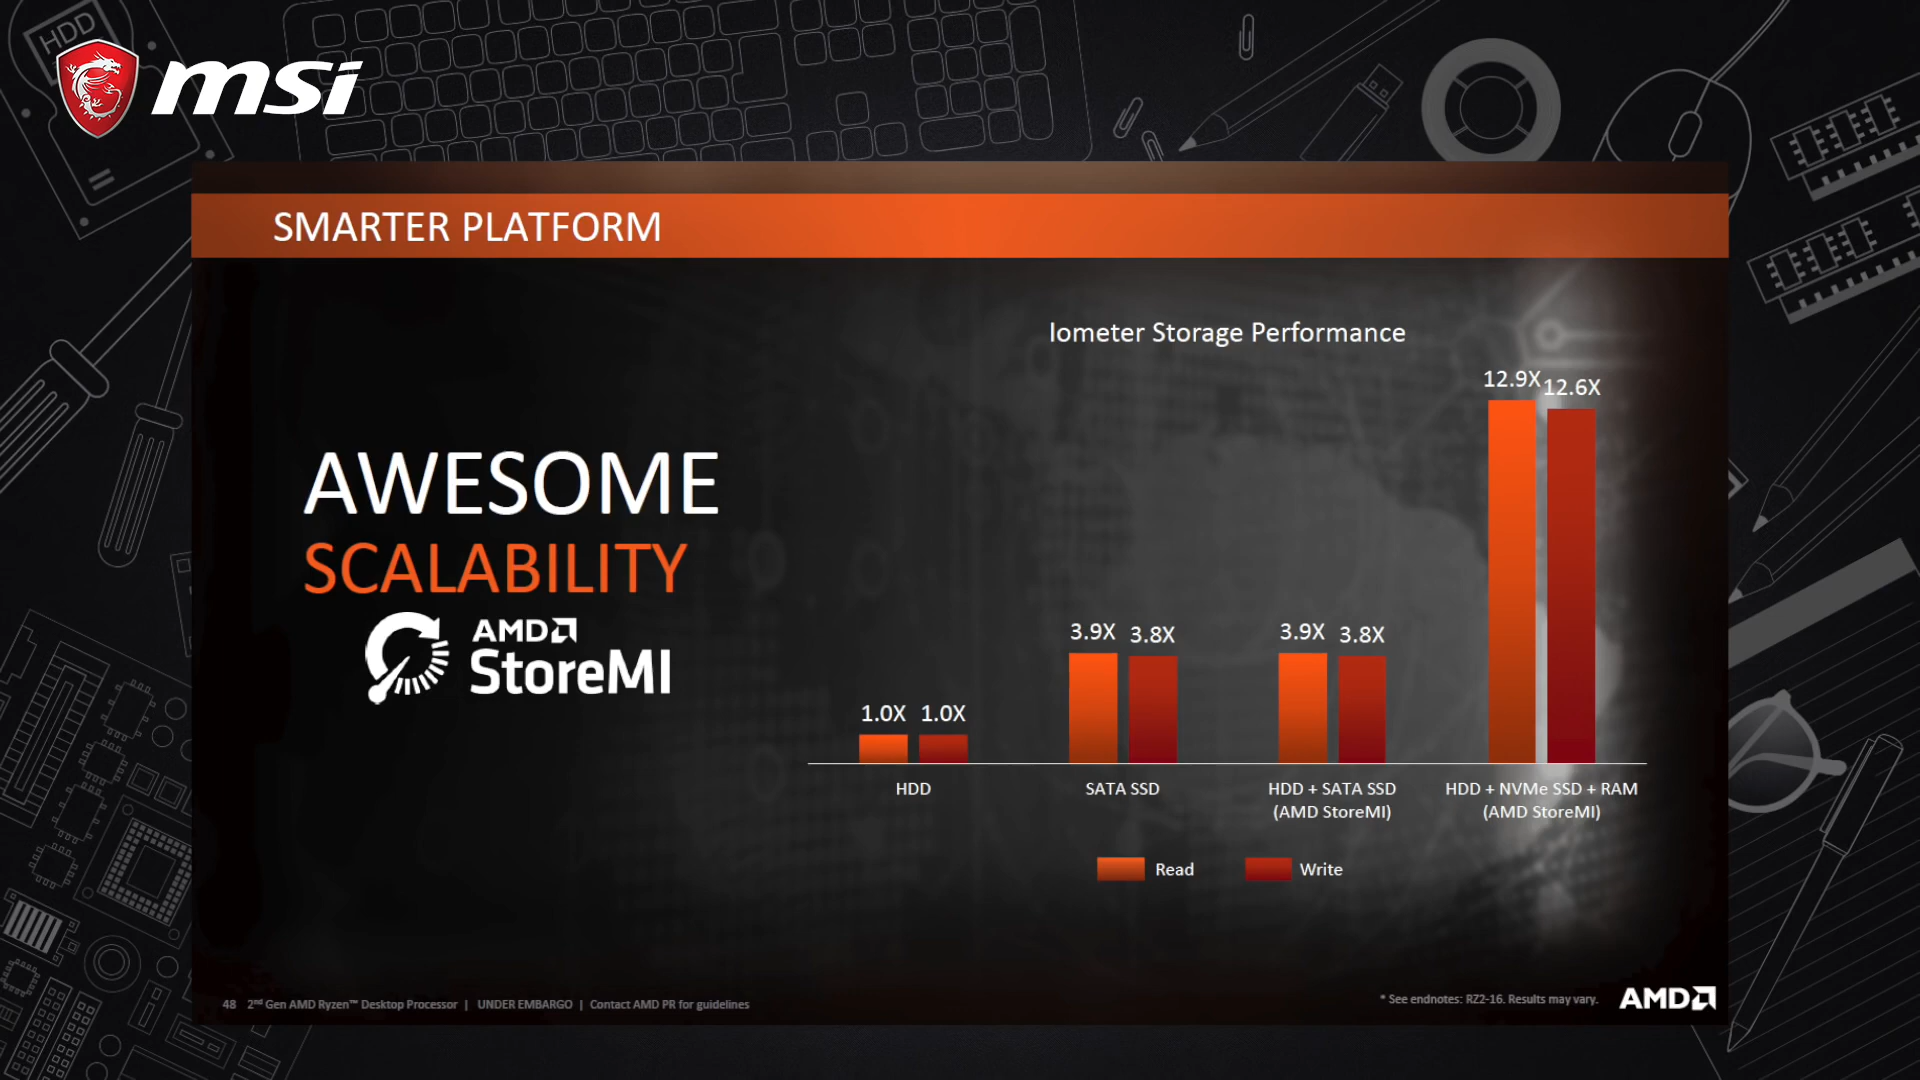 HDD
msi
SMARTER PLATFORM
AWESOME
SCALABILITY
AMD
StoreMI
Iometer Storage Performance
12.9X 12.6X
3.9X 3.8X 3.9X 3.8X
1.0X 1.0X
HDD SATA SSD HDD + SATA SSD HDD + NVMe SSD + RAM
(AMD StoreMI) (AMD StoreMI)
Read Write
48 2nd Gen AMD Ryzen™ Desktop Processor | UNDER EMBARGO | Contact AMD PR for guidelines
* See endnotes: RZ2-16. Results may vary. AMD